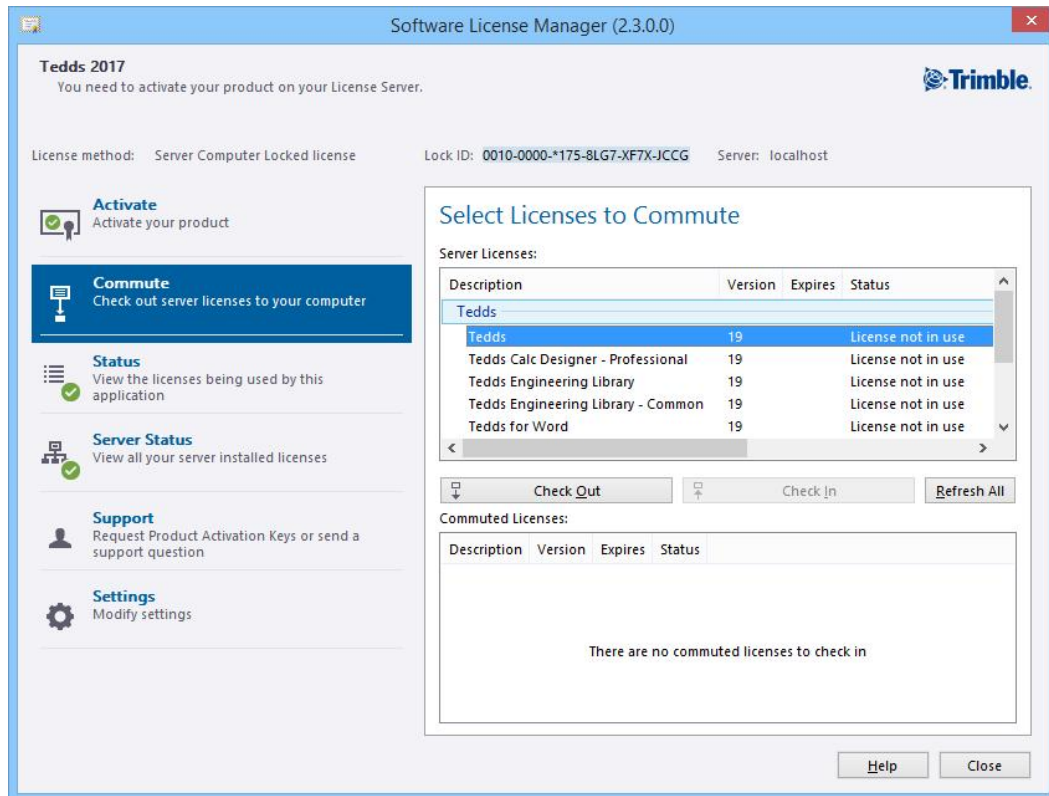 Software License Manager (2.3.0.0)
Tedds 2017
You need to activate your product on your License Server.
Trimble.
License method: Server Computer Locked license Lock ID: 0010-0000-*175-8LG7-XF7X-JCCG Server: localhost
Activate
Activate your product
Commute
Check out server licenses to your computer
Status
View the licenses being used by this
application
Server Status
View all your server installed licenses
Support
Request Product Activation Keys or send a
support question
Settings
Modify settings
Select Licenses to Commute
Server Licenses:
Description Version Expires Status
Tedds
Tedds 19 License not in use
Tedds Calc Designer - Professional 19 License not in use
Tedds Engineering Library 19 License not in use
Tedds Engineering Library - Common 19 License not in use
Tedds for Word 19 License not in use
Check Out Check In Refresh All
Commuted Licenses:
Description Version Expires Status
There are no commuted licenses to check in
Help Close